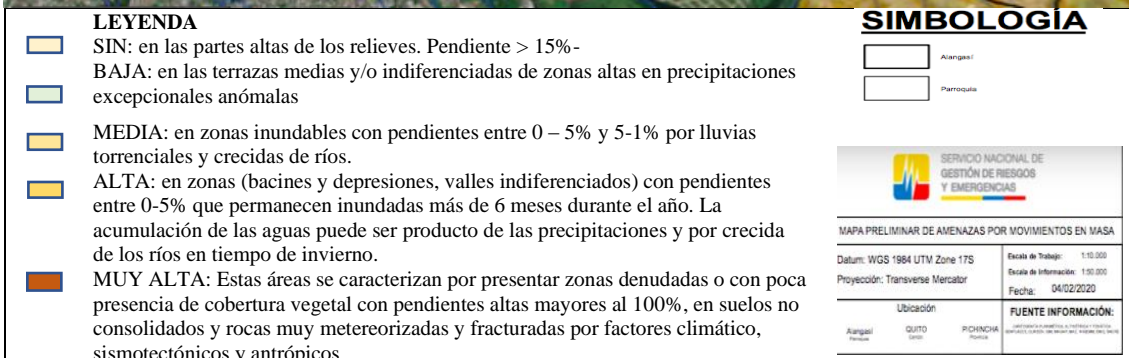 LEYENDA
SIN: en las partes altas de los relieves. Pendiente > 15%-
BAJA: en las terrazas medias y/o indiferenciadas de zonas altas en precipitaciones
excepcionales anómalas
MEDIA: en zonas inundables con pendientes entre 0 – 5% y 5-1% por lluvias
torrenciales y crecidas de ríos.
ALTA: en zonas (bacines y depresiones, valles indiferenciados) con pendientes
entre 0-5% que permanecen inundadas más de 6 meses durante el año. La
acumulación de las aguas puede ser producto de las precipitaciones y por crecida
de los ríos en tiempo de invierno.
MUY ALTA: Estas áreas se caracterizan por presentar zonas denudadas o con poca
presencia de cobertura vegetal con pendientes altas mayores al 100%, en suelos no
consolidados y rocas muy metereorizadas y fracturadas por factores climático,
sismotectónicos y antrópicos
SIMBOLOGÍA
Alangasí
Parroquia
SERVICIO NACIONAL DE
GESTIÓN DE RIESGOS
Y EMERGENCIAS
MAPA PRELIMINAR DE AMENAZAS POR MOVIMIENTOS EN MASA
Datum: WGS 1984 UTM Zone 17S
Proyección: Transverse Mercator
Escala de Trabajo: 1:10.000
Escala de Información: 1:50.000
Fecha: 04/02/2020
Ubicación
Alangasí QUITO PICHINCHA
Parroquia Cantón Provincia
FUENTE INFORMACIÓN: